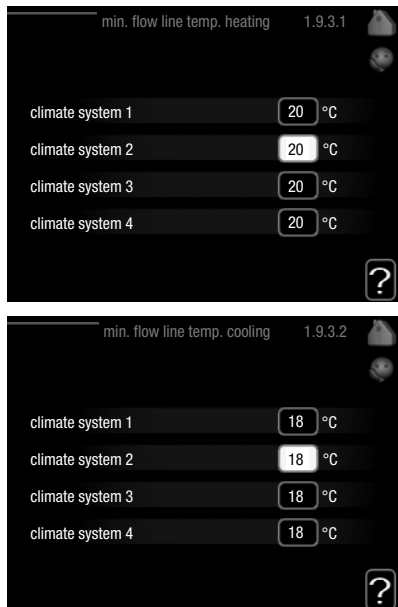 min. flow line temp. heating 1.9.3.1
climate system 1 20 °C
climate system 2 20 °C
climate system 3 20 °C
climate system 4 20 °C
?
min. flow line temp. cooling 1.9.3.2
climate system 1 18 °C
climate system 2 18 °C
climate system 3 18 °C
climate system 4 18 °C
?